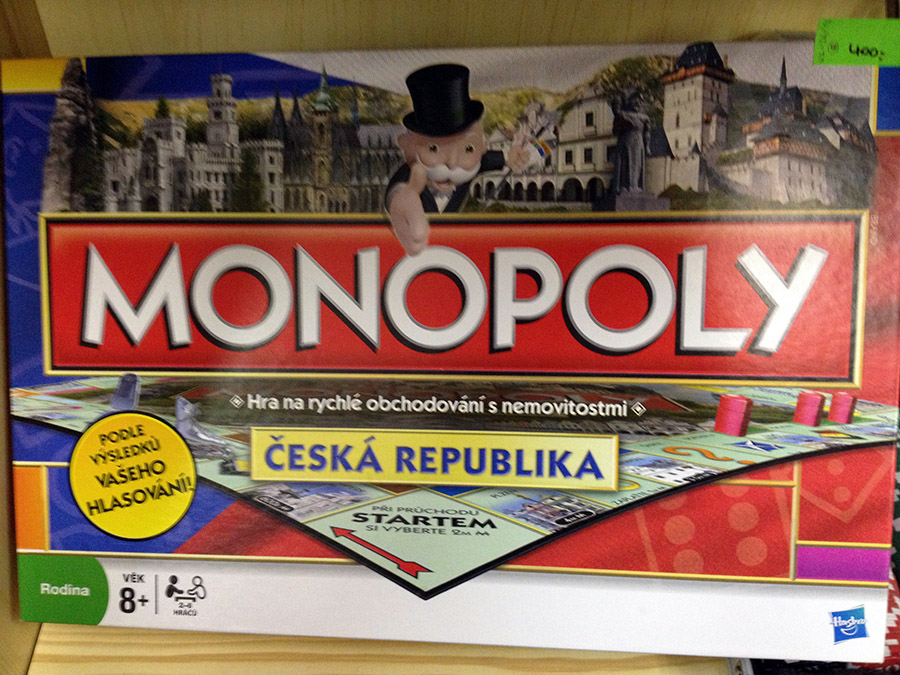 400,-
MONOPOLY
Hra na rychlé obchodování s nemovitostmi
ČESKÁ REPUBLIKA
PODLE
VÝSLEDKŮ
VAŠEHO
HLASOVÁNÍ!
PŘI PRŮCHODU
STARTEM
SI VYBERTE 2M M
Rodina
VĚK
8+
2-6
HRÁČŮ
Hasbro